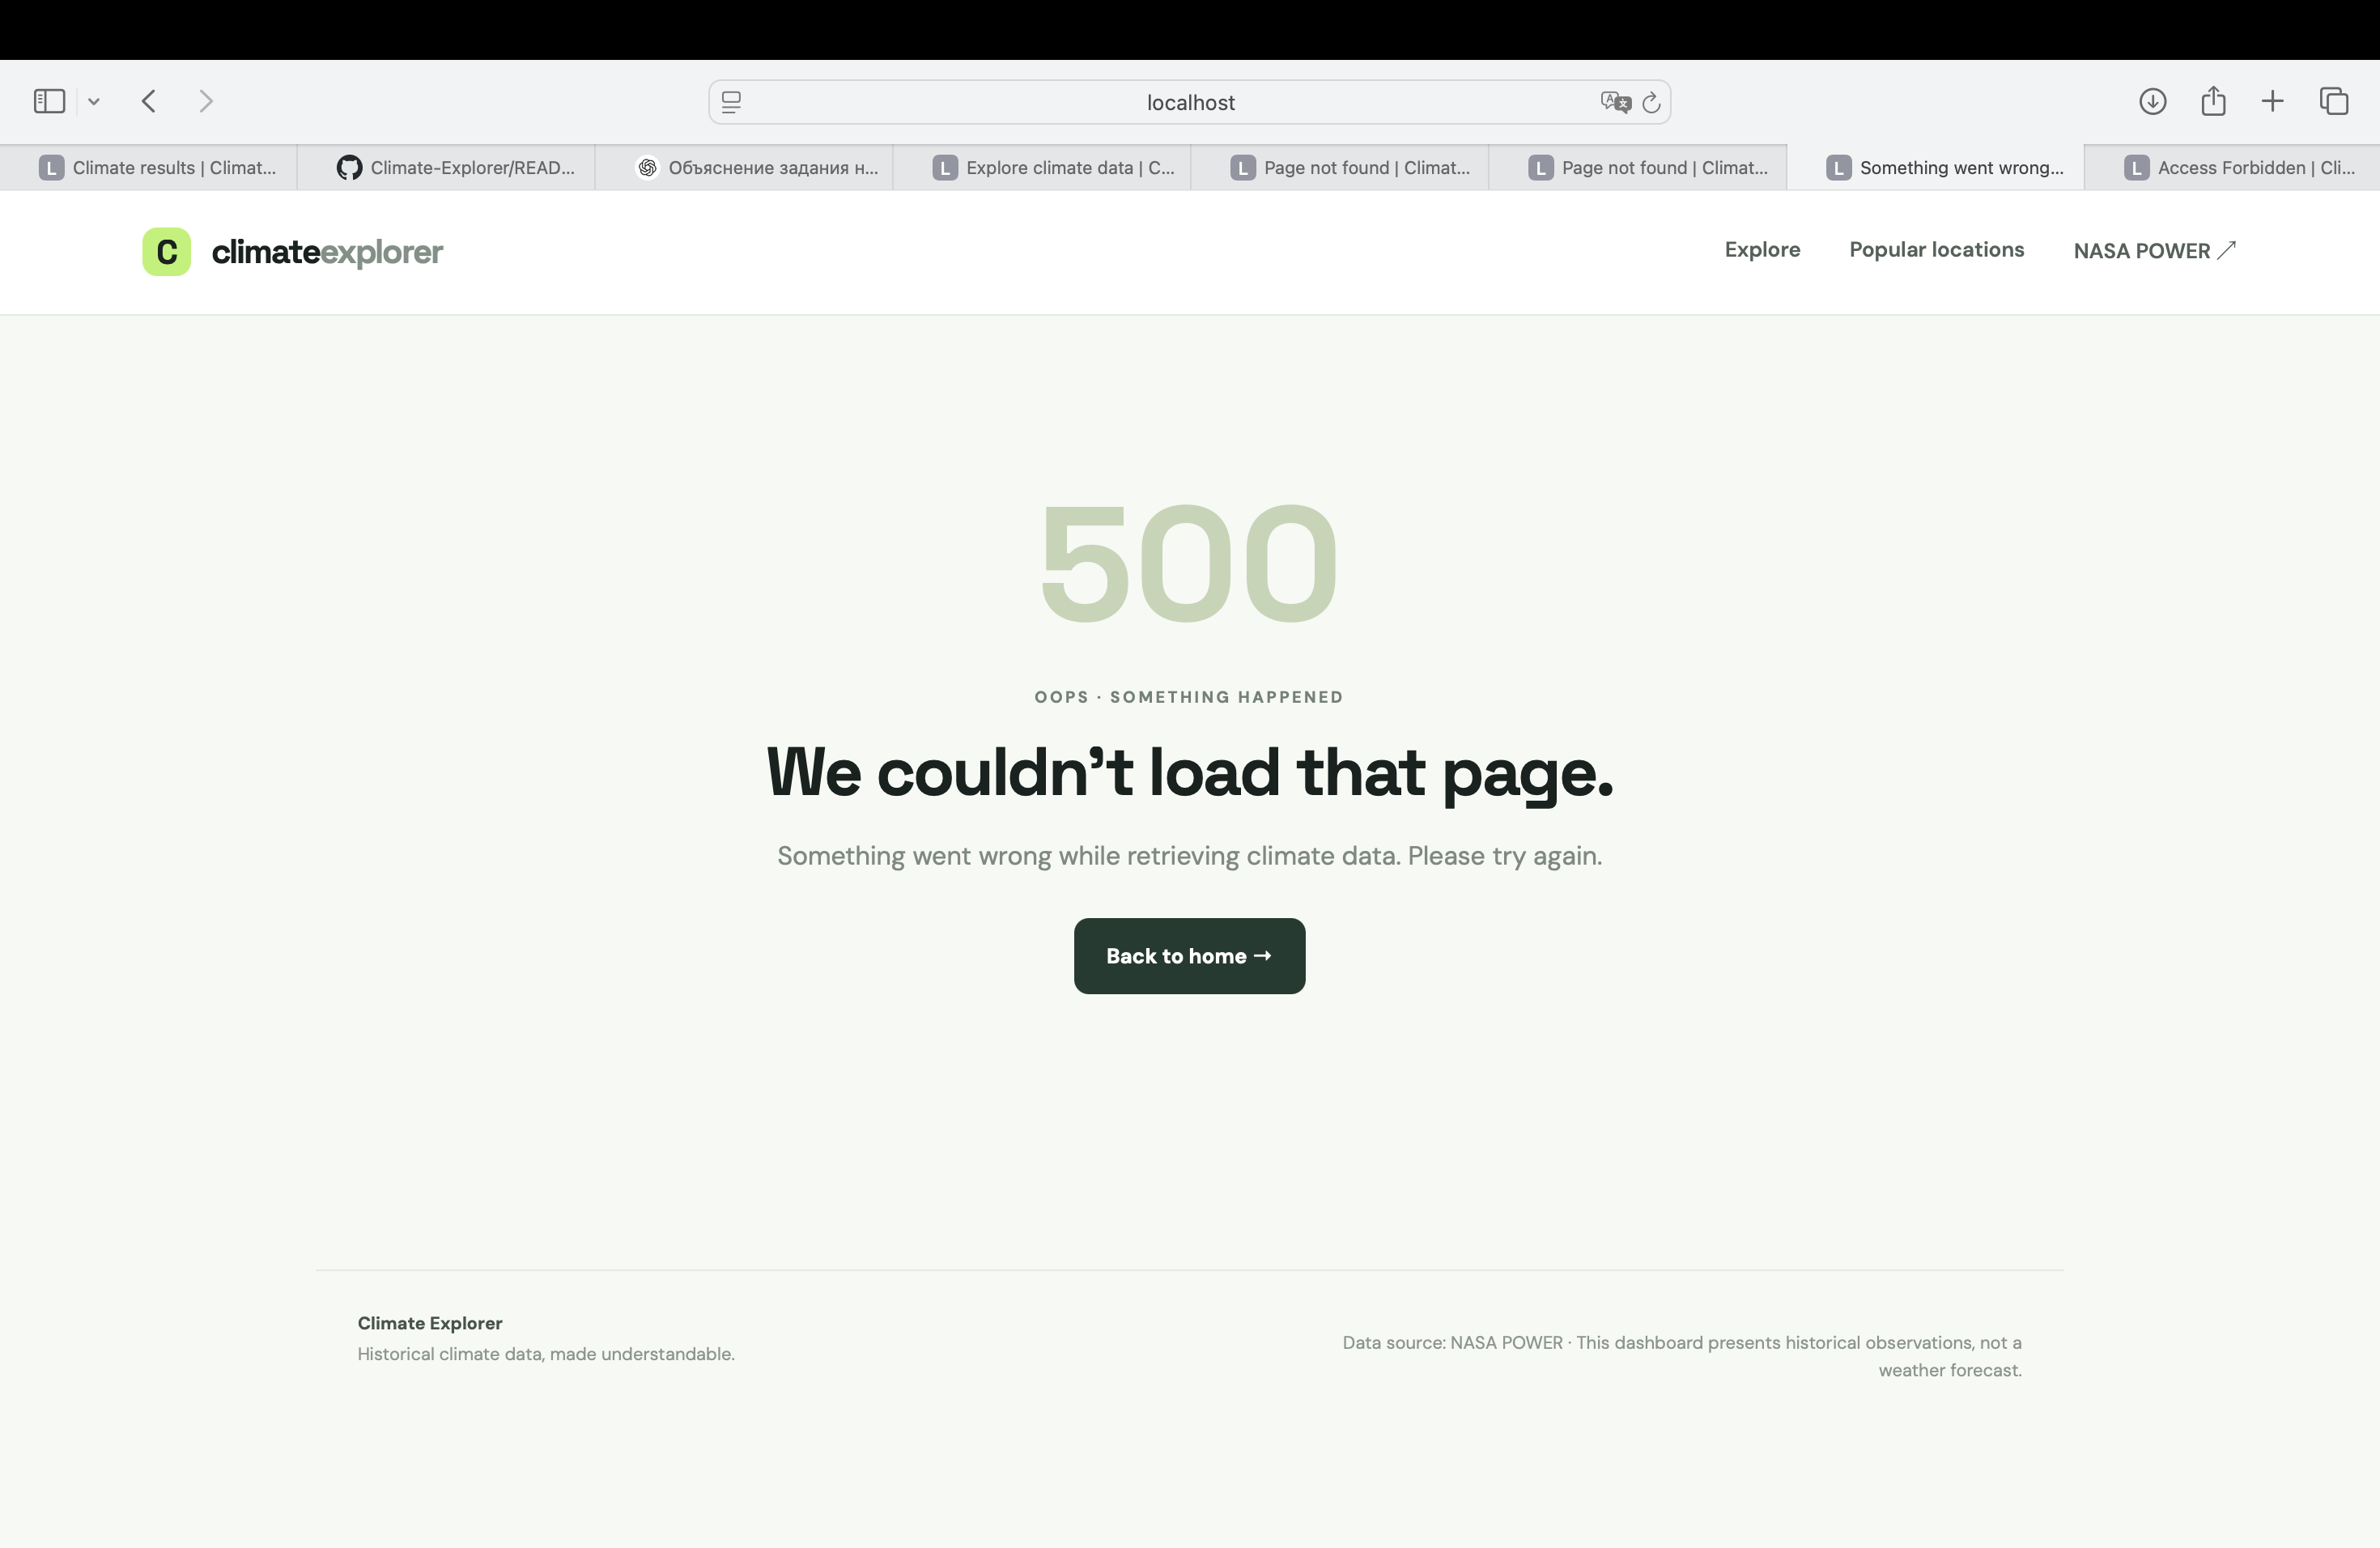 localhost
L Climate results | Climat...
Climate-Explorer/READ...
Объяснение задания н...
L Explore climate data | C...
L Page not found | Climat...
L Page not found | Climat...
L Something went wrong...
L Access Forbidden | Cli...
C climateexplorer
Explore
Popular locations
NASA POWER ↗
500
OOPS · SOMETHING HAPPENED
We couldn’t load that page.
Something went wrong while retrieving climate data. Please try again.
Back to home →
Climate Explorer
Historical climate data, made understandable.
Data source: NASA POWER · This dashboard presents historical observations, not a
weather forecast.